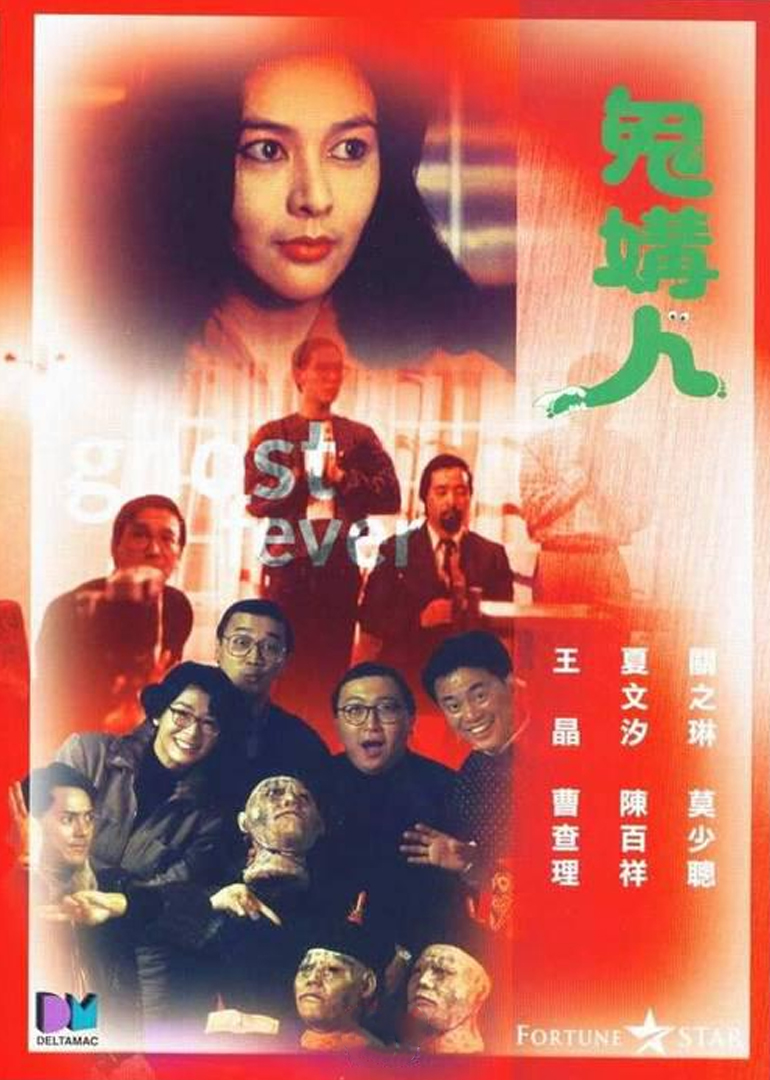 鬼媾人
ghost
fever
關之琳 莫少聰
夏文汐 陳百祥
王晶 曹查理
DM
DELTAMAC
FORTUNE STAR